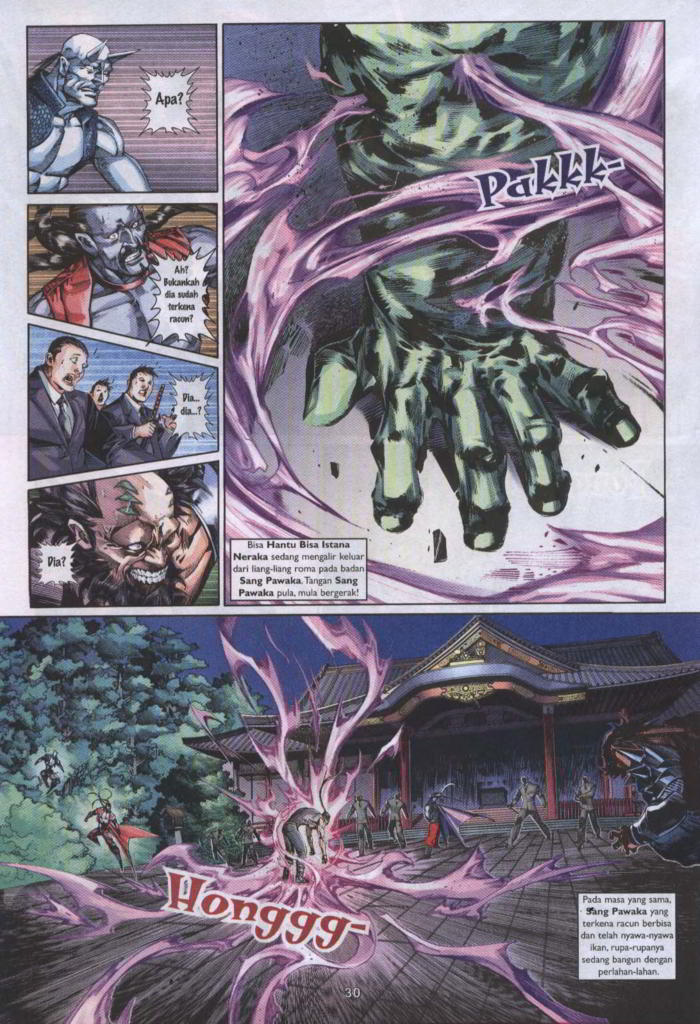 Apa?
Ah?
Bukankah
dia sudah
terkena
racun?
Dia...
dia...?
Dia?
Pakkk-
Bisa Hantu Bisa Istana
Neraka sedang mengalir keluar
dari liang-liang roma pada badan
Sang Pawaka. Tangan Sang
Pawaka pula, mula bergerak!
Honggg-
Pada masa yang sama,
Sang Pawaka yang
terkena racun berbisa
dan telah nyawa-nyawa
ikan, rupa-rupanya
sedang bangun dengan
perlahan-lahan.
30